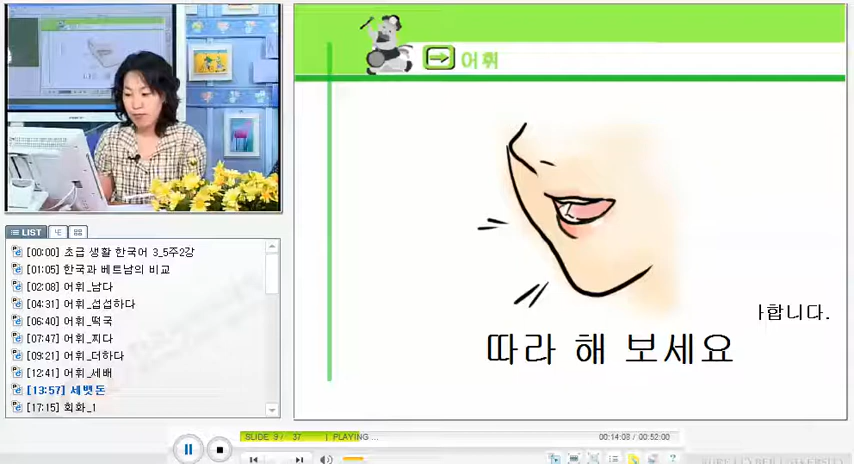 어휘
따라 해 보세요
ㅏ합니다.
LIST
[00:00] 초급 생활 한국어 3_5주2강
[01:05] 한국과 베트남의 비교
[02:08] 어휘_남다
[04:31] 어휘_섭섭하다
[06:40] 어휘_떡국
[07:47] 어휘_찌다
[09:21] 어휘_더하다
[12:41] 어휘_세배
[13:57] 세뱃돈
[17:15] 회화_1
SLIDE 9 / 37 | PLAYING ...
00:14:08 / 00:52:00